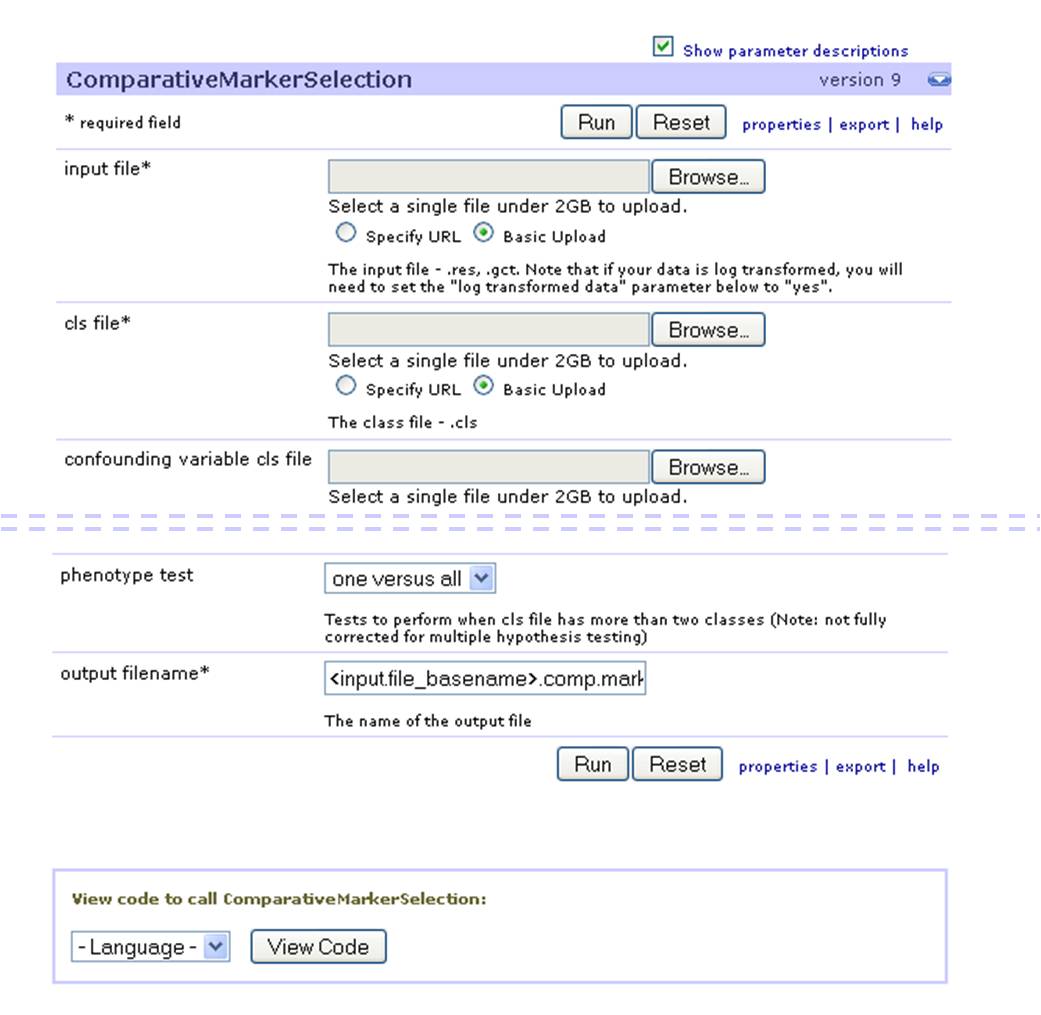 Show parameter descriptions
ComparativeMarkerSelection version 9
* required field Run Reset properties | export | help
input file* Browse...
Select a single file under 2GB to upload.
Specify URL Basic Upload
The input file - .res, .gct. Note that if your data is log transformed, you will
need to set the "log transformed data" parameter below to "yes".
cls file* Browse...
Select a single file under 2GB to upload.
Specify URL Basic Upload
The class file - .cls
confounding variable cls file Browse...
Select a single file under 2GB to upload.
phenotype test one versus all
Tests to perform when cls file has more than two classes (Note: not fully
corrected for multiple hypothesis testing)
output filename* <input.file_basename>.comp.mark
The name of the output file
Run Reset properties | export | help
View code to call ComparativeMarkerSelection:
- Language - View Code